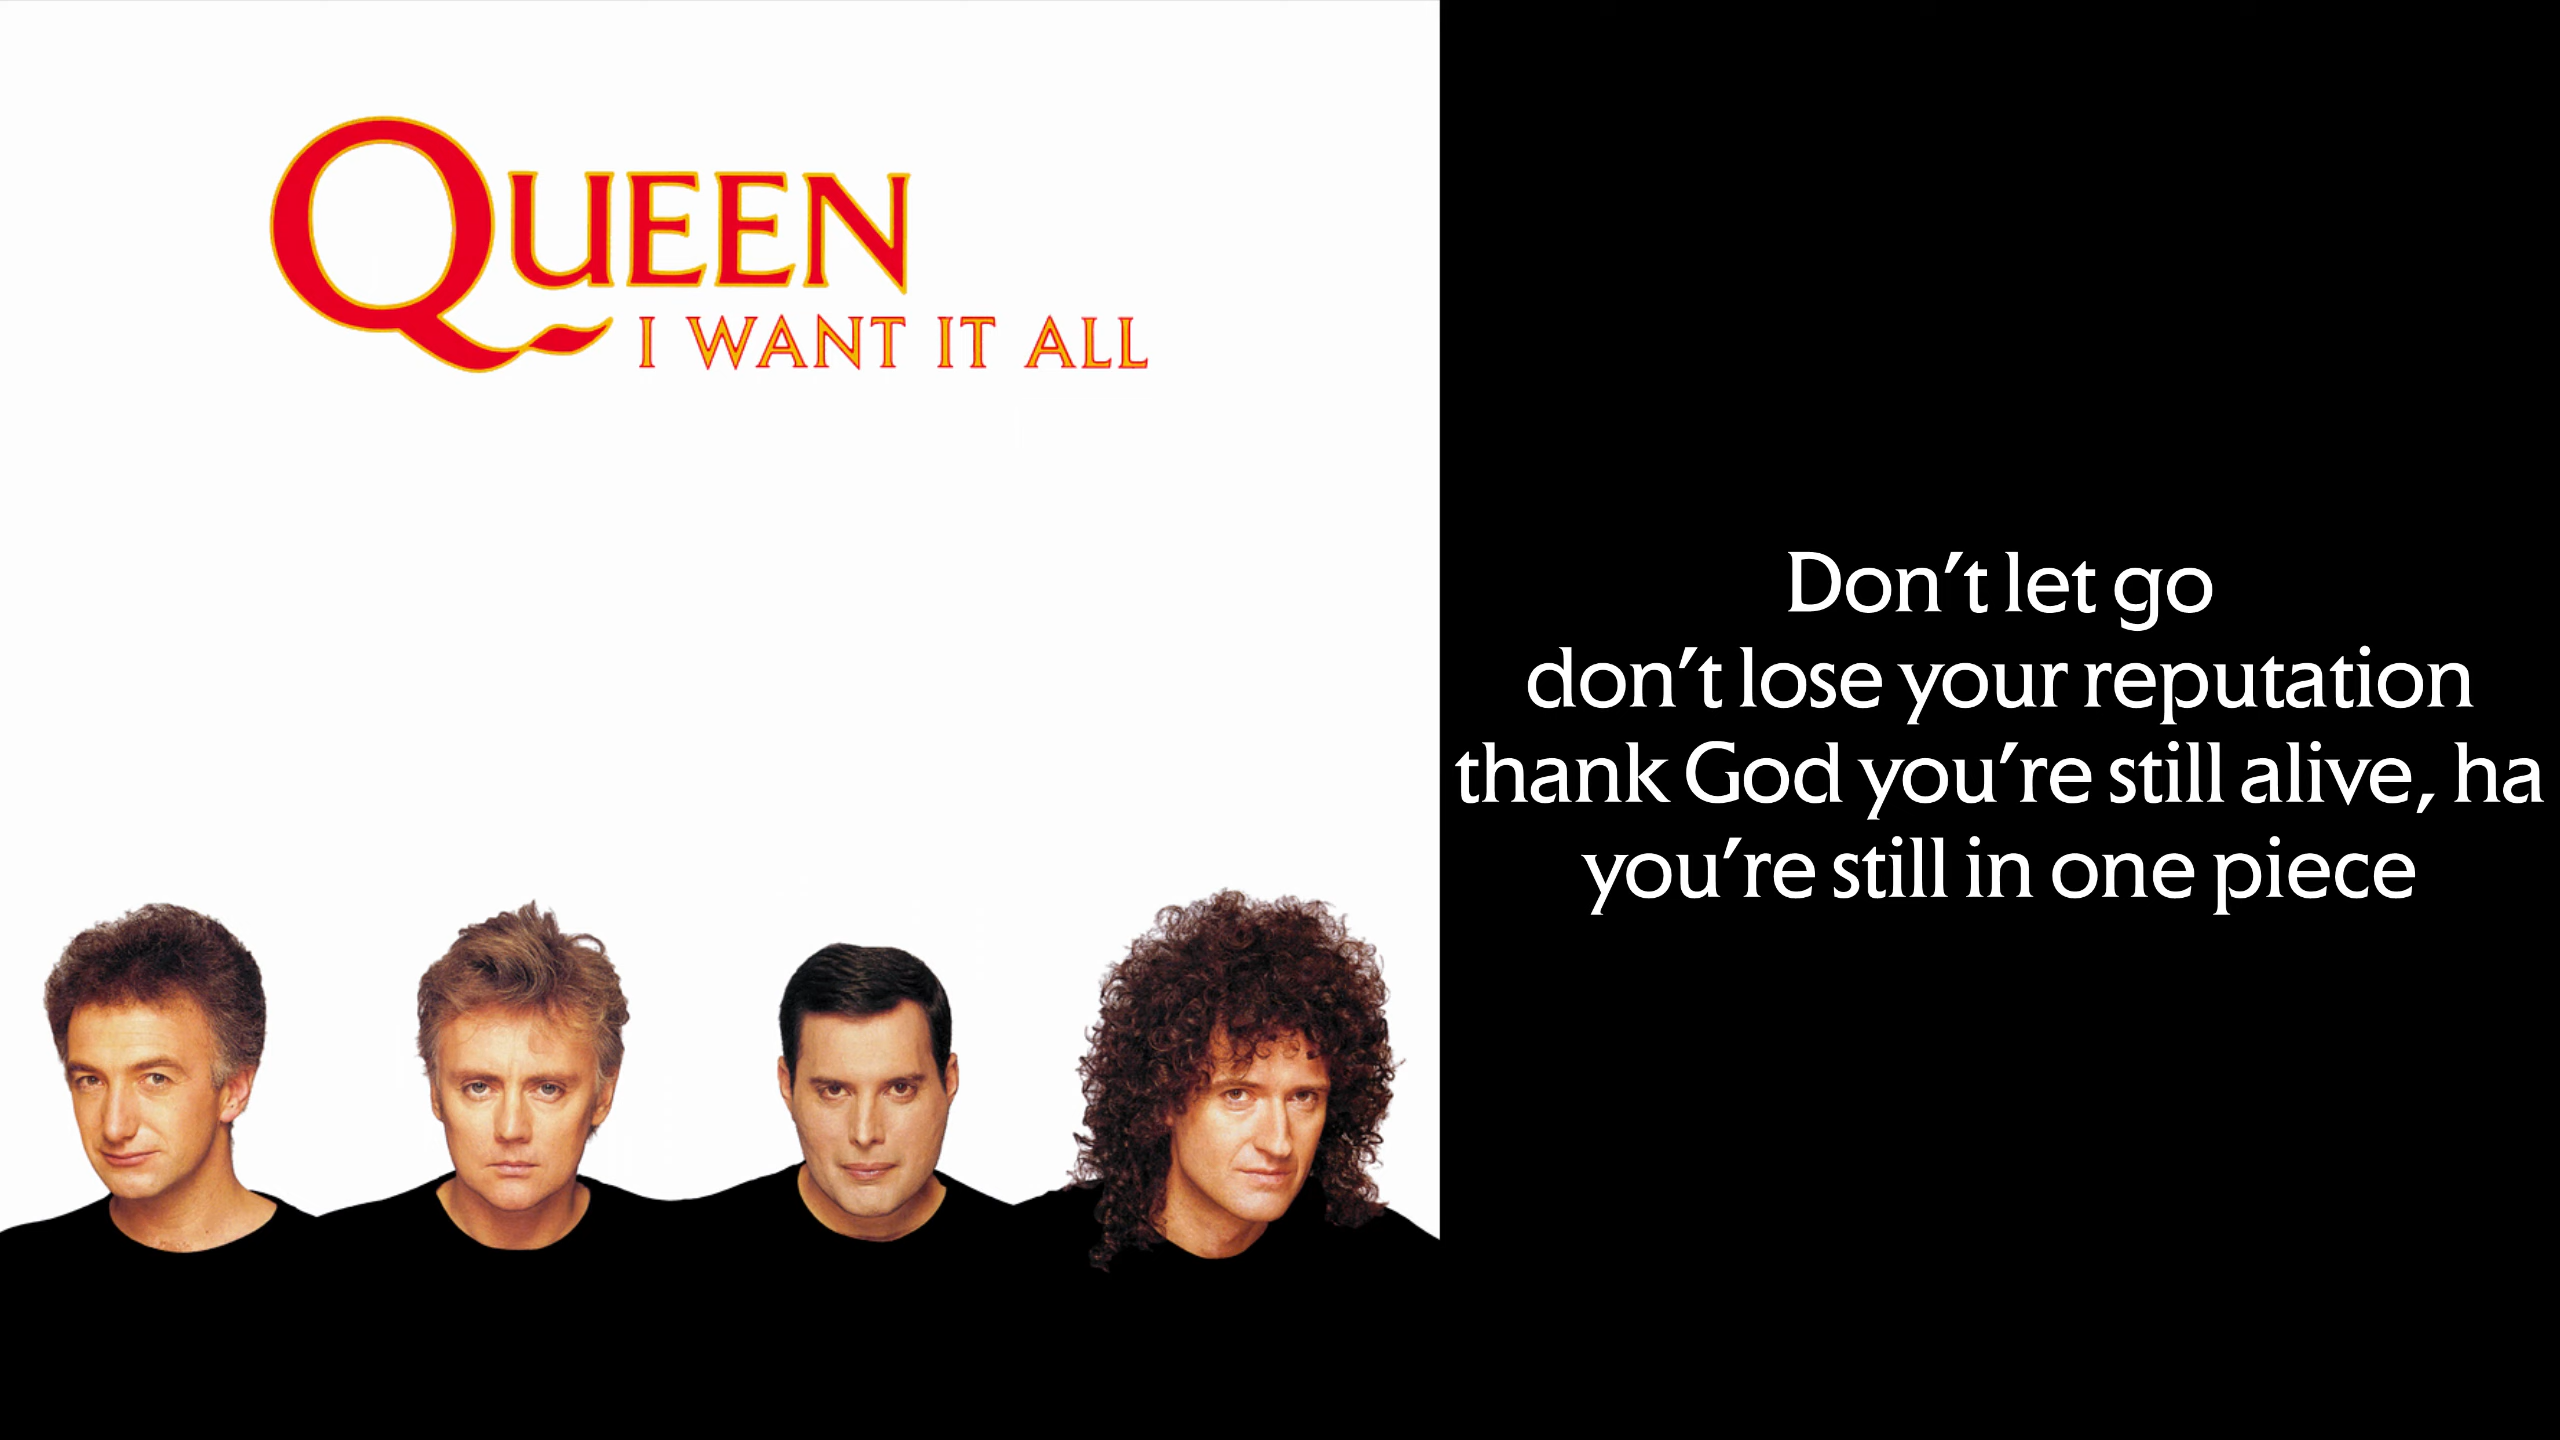 QUEEN
I WANT IT ALL
Don't let go
don't lose your reputation
thank God you're still alive, ha
you're still in one piece